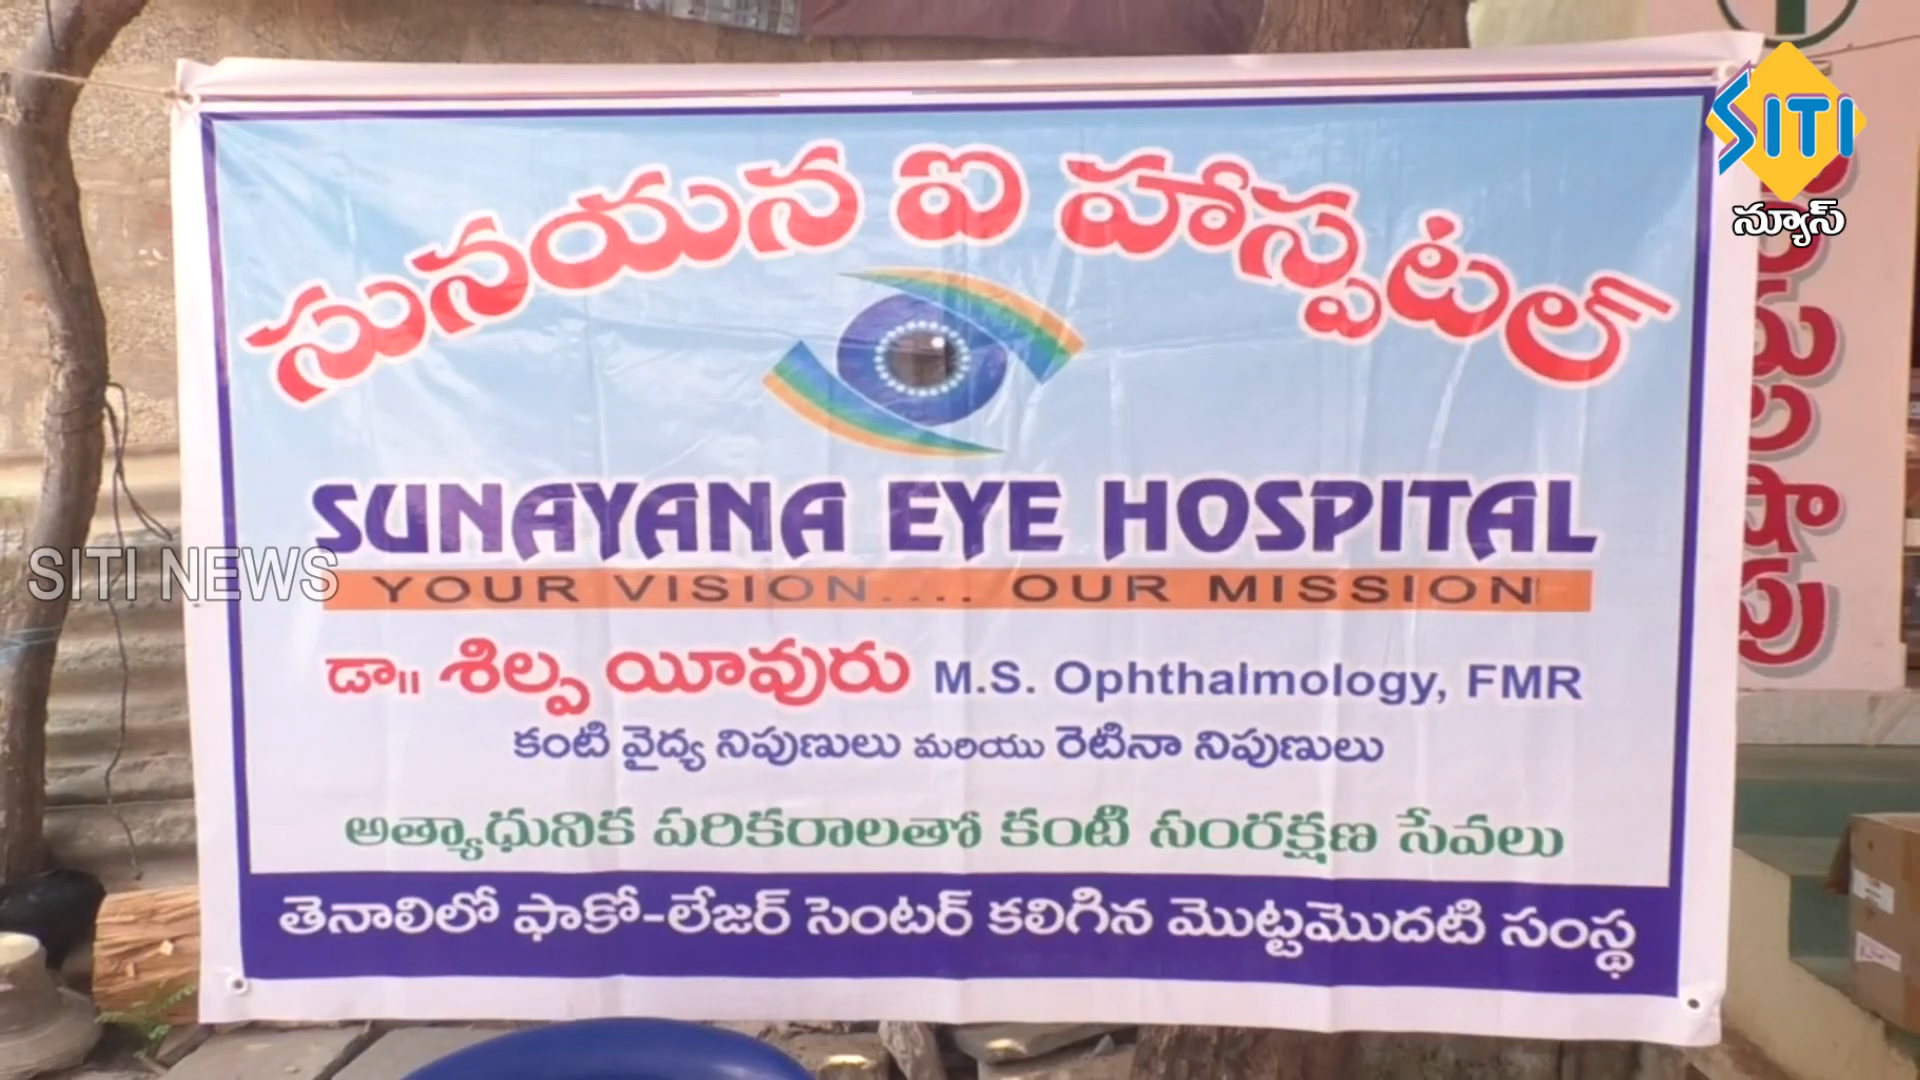 సునయన ఐ హాస్పటల్
SUNAYANA EYE HOSPITAL
YOUR VISION.... OUR MISSION
డా॥ శిల్ప యీవురు M.S. Ophthalmology, FMR
కంటి వైద్య నిపుణులు మరియు రెటినా నిపుణులు
అత్యాధునిక పరికరాలతో కంటి సంరక్షణ సేవలు
తెనాలిలో ఫాకో-లేజర్ సెంటర్ కలిగిన మొట్టమొదటి సంస్థ
SITI
న్యూస్
SITI NEWS
షాపు